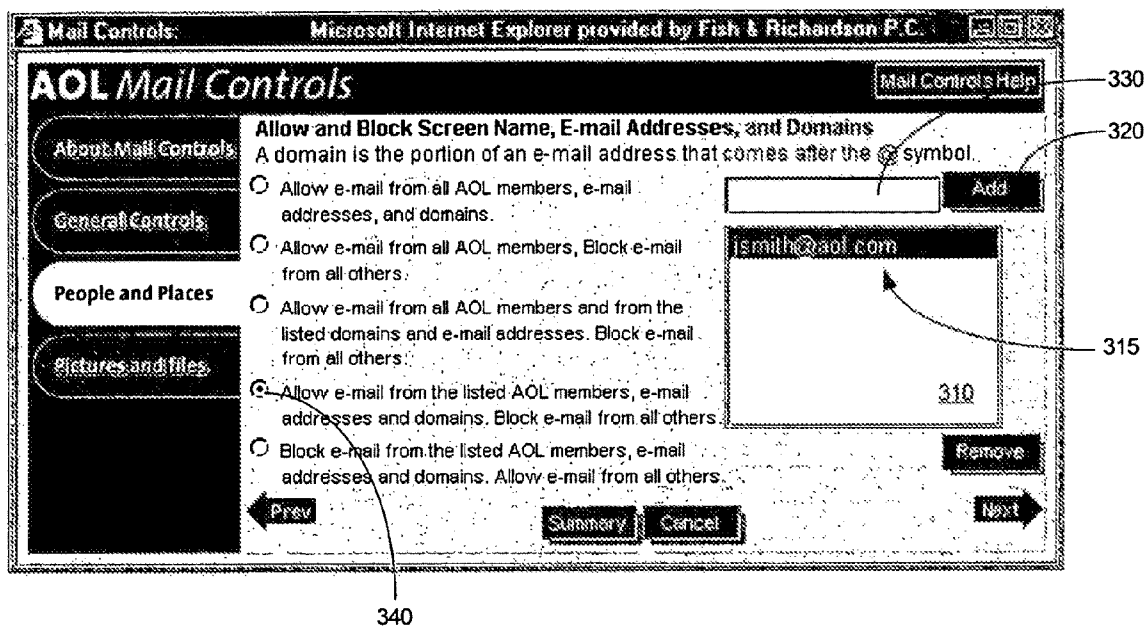 Mail Controls: Microsoft Internet Explorer provided by Fish & Richardson P.C.
AOL Mail Controls
Mail Controls Help
330
About Mail Controls
General Controls
People and Places
Pictures and files
Allow and Block Screen Name, E-mail Addresses, and Domains
A domain is the portion of an e-mail address that comes after the @ symbol.
320
Allow e-mail from all AOL members, e-mail
addresses, and domains.
Allow e-mail from all AOL members, Block e-mail
from all others.
Allow e-mail from all AOL members and from the
listed domains and e-mail addresses. Block e-mail
from all others.
Allow e-mail from the listed AOL members, e-mail
addresses and domains. Block e-mail from all others.
Block e-mail from the listed AOL members, e-mail
addresses and domains. Allow e-mail from all others.
Add
jsmith@aol.com
315
310
Remove
Prev
Summary
Cancel
Next
340